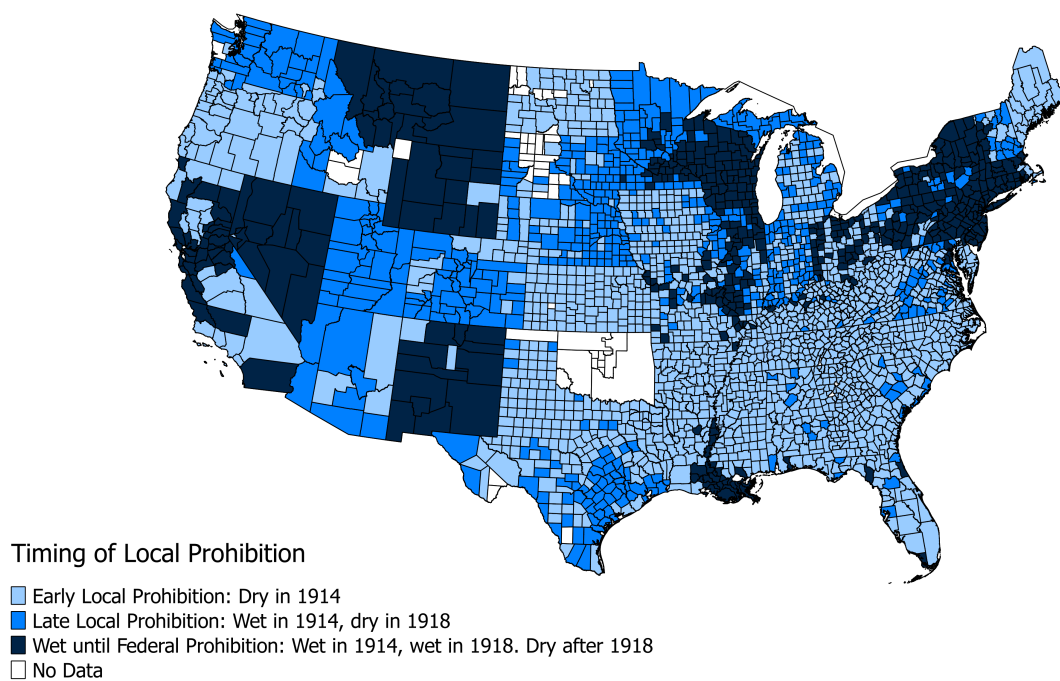 Timing of Local Prohibition
Early Local Prohibition: Dry in 1914
Late Local Prohibition: Wet in 1914, dry in 1918
Wet until Federal Prohibition: Wet in 1914, wet in 1918. Dry after 1918
No Data